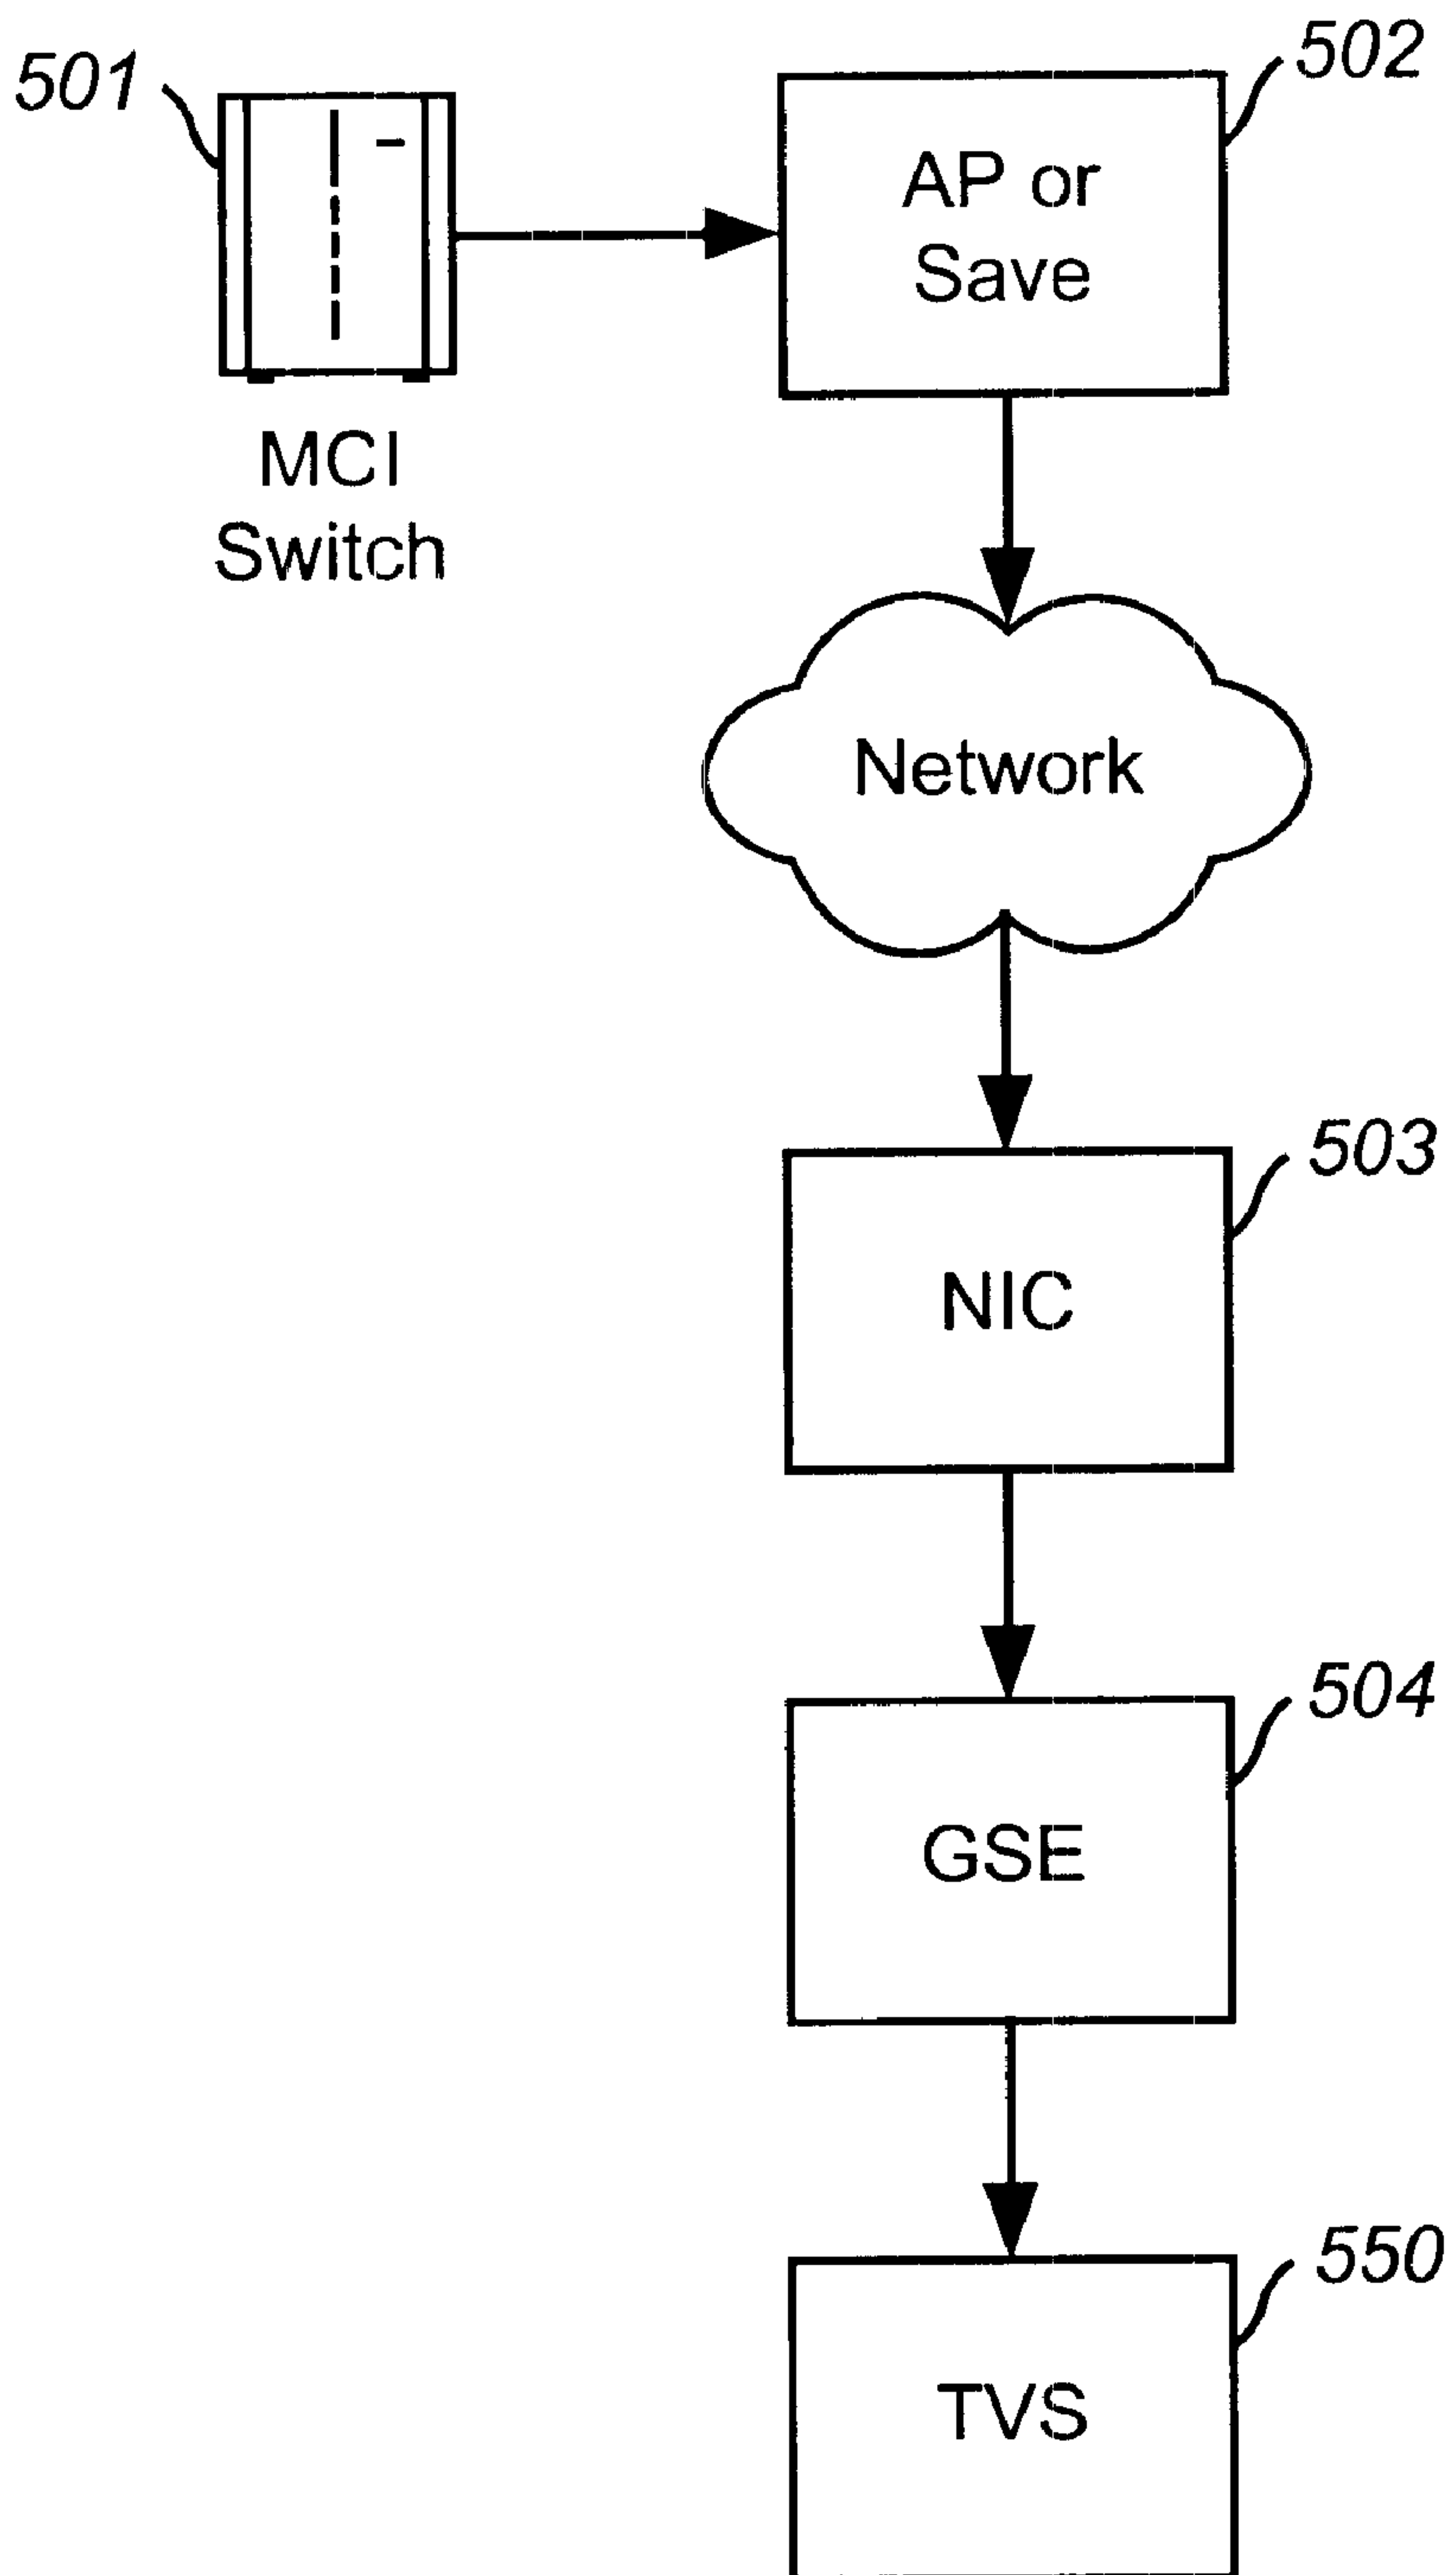 501
502
AP or
Save
MCI
Switch
Network
503
NIC
504
GSE
550
TVS